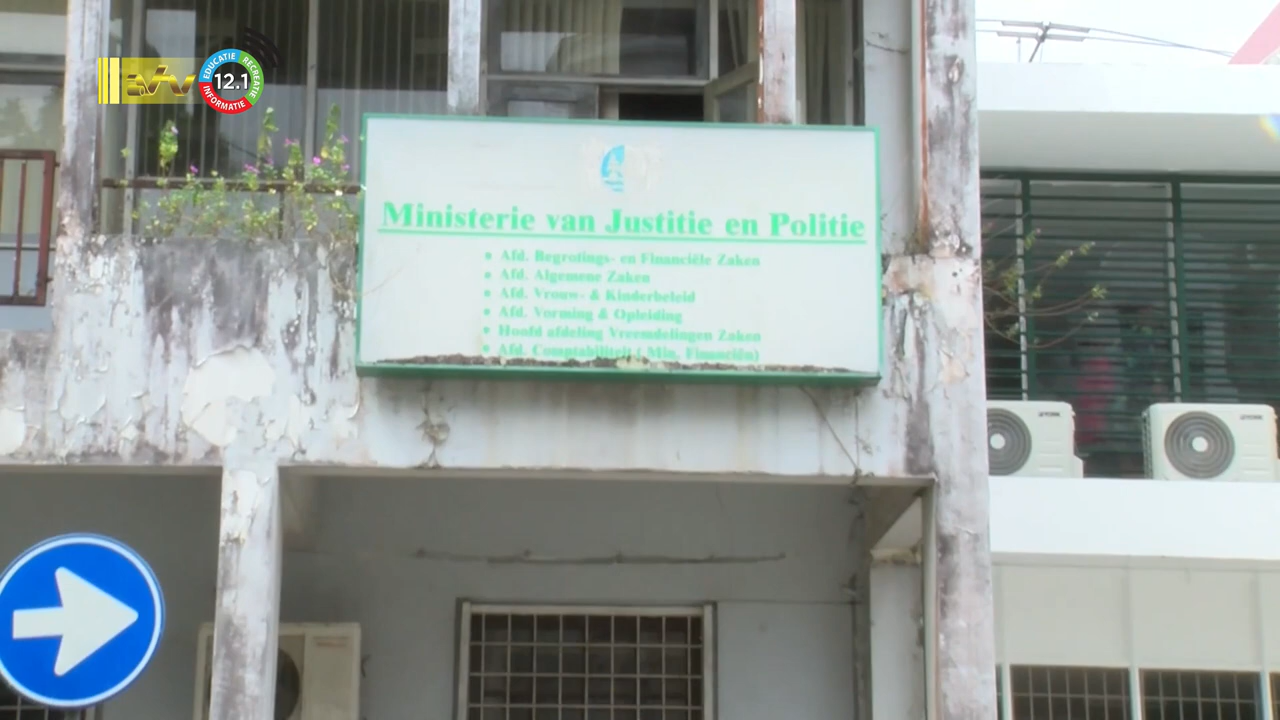 EDUCATIE RECREATIE INFORMATIE
12.1
Ministerie van Justitie en Politie
Afd. Begrotings- en Financiële Zaken
Afd. Algemene Zaken
Afd. Vrouw- & Kinderbeleid
Afd. Vorming & Opleiding
Hoofd afdeling Vreemdelingen Zaken
Afd. Comptabiliteit ( Min. Financiën)
YORK